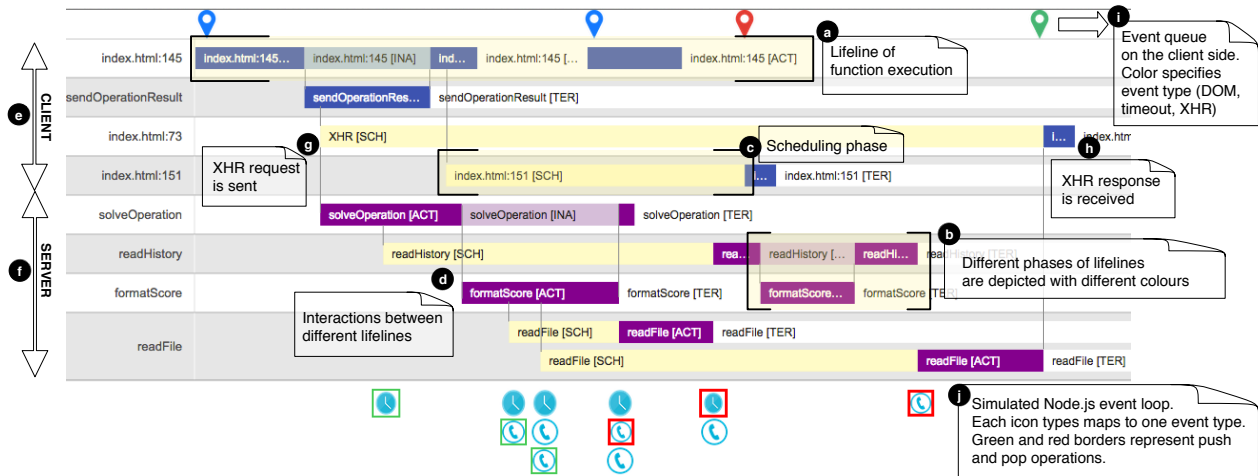 i
Event queue
on the client side.
Color specifies
event type (DOM,
timeout, XHR)
a
Lifeline of
function execution
index.html:145
index.html:145...
index.html:145 [INA]
ind...
index.html:145 [...
index.html:145 [ACT]
sendOperationResult
sendOperationRes...
sendOperationResult [TER]
e
CLIENT
index.html:73
XHR [SCH]
i...
g
XHR request
is sent
c
Scheduling phase
h
XHR response
is received
index.html:151
index.html:151 [SCH]
index.html:151 [TER]
solveOperation
solveOperation [ACT]
solveOperation [INA]
solveOperation [TER]
f
SERVER
readHistory
readHistory [SCH]
rea...
readHistory [...
readHi...
b
Different phases of lifelines
are depicted with different colours
d
Interactions between
different lifelines
formatScore
formatScore [ACT]
formatScore [TER]
formatScore...
formatScore [TER]
readFile
readFile [SCH]
readFile [ACT]
readFile [TER]
readFile [SCH]
readFile [ACT]
readFile [TER]
j
Simulated Node.js event loop.
Each icon types maps to one event type.
Green and red borders represent push
and pop operations.